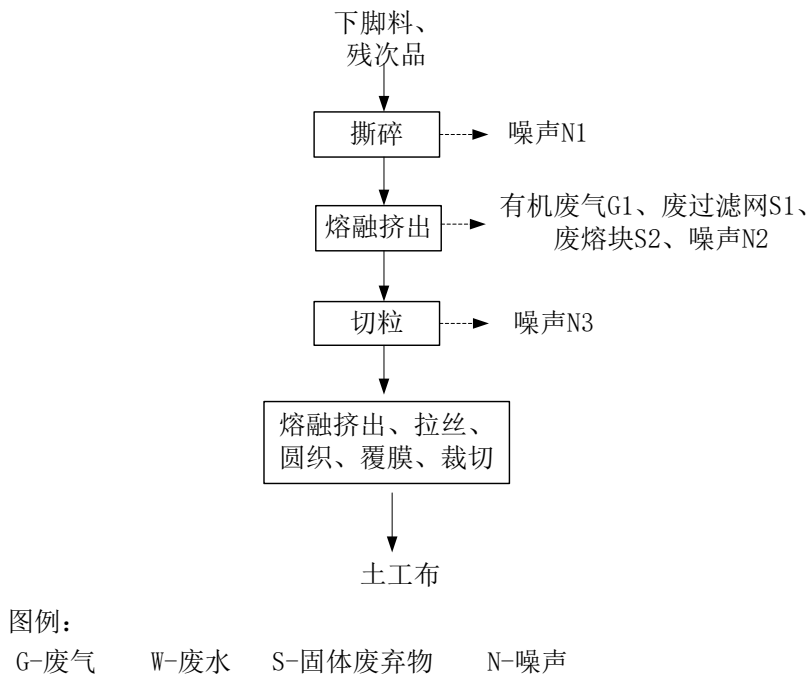 下脚料、
残次品
撕碎
噪声N1
熔融挤出
有机废气G1、废过滤网S1、
废熔块S2、噪声N2
切粒
噪声N3
熔融挤出、拉丝、
圆织、覆膜、裁切
土工布
图例：
G-废气 W-废水 S-固体废弃物 N-噪声